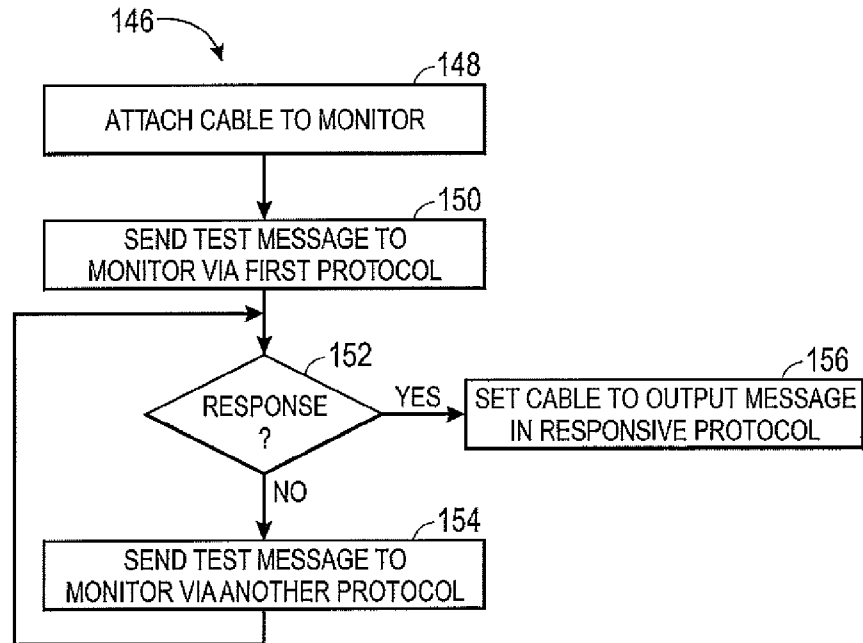 146
148
ATTACH CABLE TO MONITOR
150
SEND TEST MESSAGE TO
MONITOR VIA FIRST PROTOCOL
152
RESPONSE
?
YES
156
SET CABLE TO OUTPUT MESSAGE
IN RESPONSIVE PROTOCOL
NO
154
SEND TEST MESSAGE TO
MONITOR VIA ANOTHER PROTOCOL